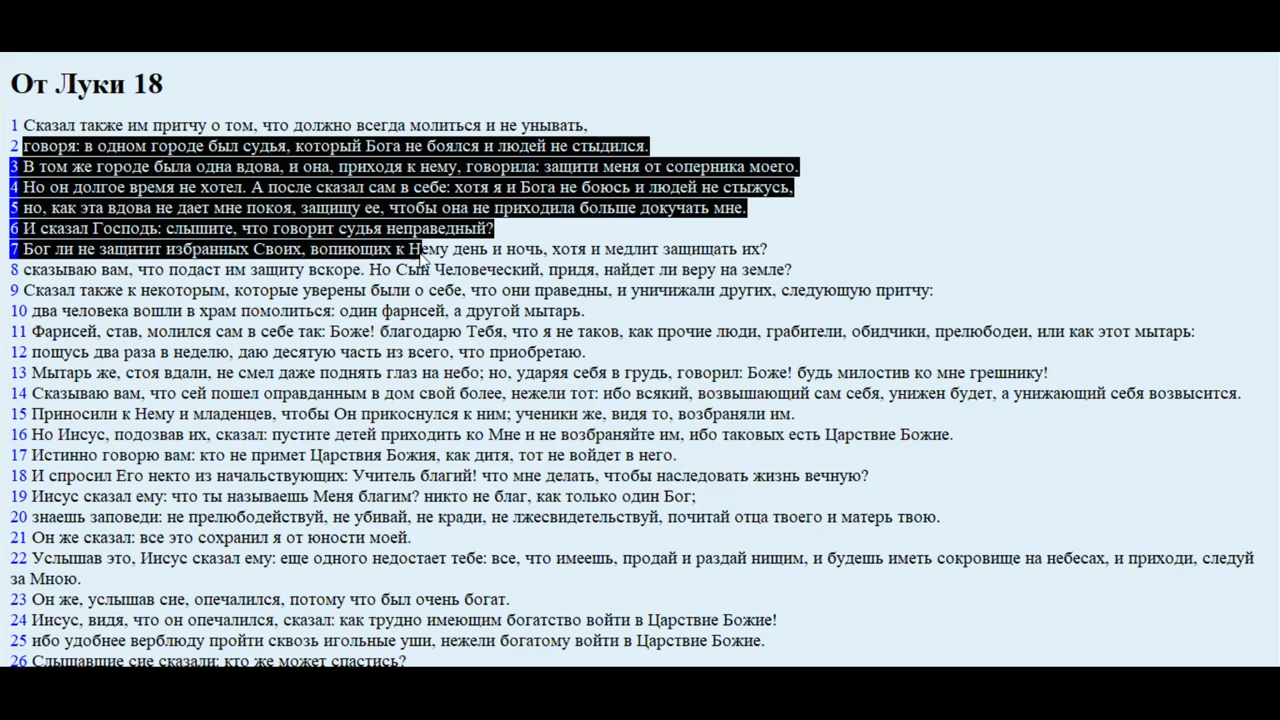 От Луки 18
1 Сказал также им притчу о том, что должно всегда молиться и не унывать,
2 говоря: в одном городе был судья, который Бога не боялся и людей не стыдился.
3 В том же городе была одна вдова, и она, приходя к нему, говорила: защити меня от соперника моего.
4 Но он долгое время не хотел. А после сказал сам в себе: хотя я и Бога не боюсь и людей не стыжусь,
5 но, как эта вдова не дает мне покоя, защищу ее, чтобы она не приходила больше докучать мне.
6 И сказал Господь: слышите, что говорит судья неправедный?
7 Бог ли не защитит избранных Своих, вопиющих к Нему день и ночь, хотя и медлит защищать их?
8 сказываю вам, что подаст им защиту вскоре. Но Сын Человеческий, придя, найдет ли веру на земле?
9 Сказал также к некоторым, которые уверены были о себе, что они праведны, и уничижали других, следующую притчу:
10 два человека вошли в храм помолиться: один фарисей, а другой мытарь.
11 Фарисей, став, молился сам в себе так: Боже! благодарю Тебя, что я не таков, как прочие люди, грабители, обидчики, прелюбодеи, или как этот мытарь:
12 пощусь два раза в неделю, даю десятую часть из всего, что приобретаю.
13 Мытарь же, стоя вдали, не смел даже поднять глаз на небо; но, ударяя себя в грудь, говорил: Боже! будь милостив ко мне грешнику!
14 Сказываю вам, что сей пошел оправданным в дом свой более, нежели тот: ибо всякий, возвышающий сам себя, унижен будет, а унижающий себя возвысится.
15 Приносили к Нему и младенцев, чтобы Он прикоснулся к ним; ученики же, видя то, возбраняли им.
16 Но Иисус, подозвав их, сказал: пустите детей приходить ко Мне и не возбраняйте им, ибо таковых есть Царствие Божие.
17 Истинно говорю вам: кто не примет Царствия Божия, как дитя, тот не войдет в него.
18 И спросил Его некто из начальствующих: Учитель благий! что мне делать, чтобы наследовать жизнь вечную?
19 Иисус сказал ему: что ты называешь Меня благим? никто не благ, как только один Бог;
20 знаешь заповеди: не прелюбодействуй, не убивай, не кради, не лжесвидетельствуй, почитай отца твоего и матерь твою.
21 Он же сказал: все это сохранил я от юности моей.
22 Услышав это, Иисус сказал ему: еще одного недостает тебе: все, что имеешь, продай и раздай нищим, и будешь иметь сокровище на небесах, и приходи, следуй
за Мною.
23 Он же, услышав сие, опечалился, потому что был очень богат.
24 Иисус, видя, что он опечалился, сказал: как трудно имеющим богатство войти в Царствие Божие!
25 ибо удобнее верблюду пройти сквозь игольные уши, нежели богатому войти в Царствие Божие.
26 Слышавшие сие сказали: кто же может спастись?